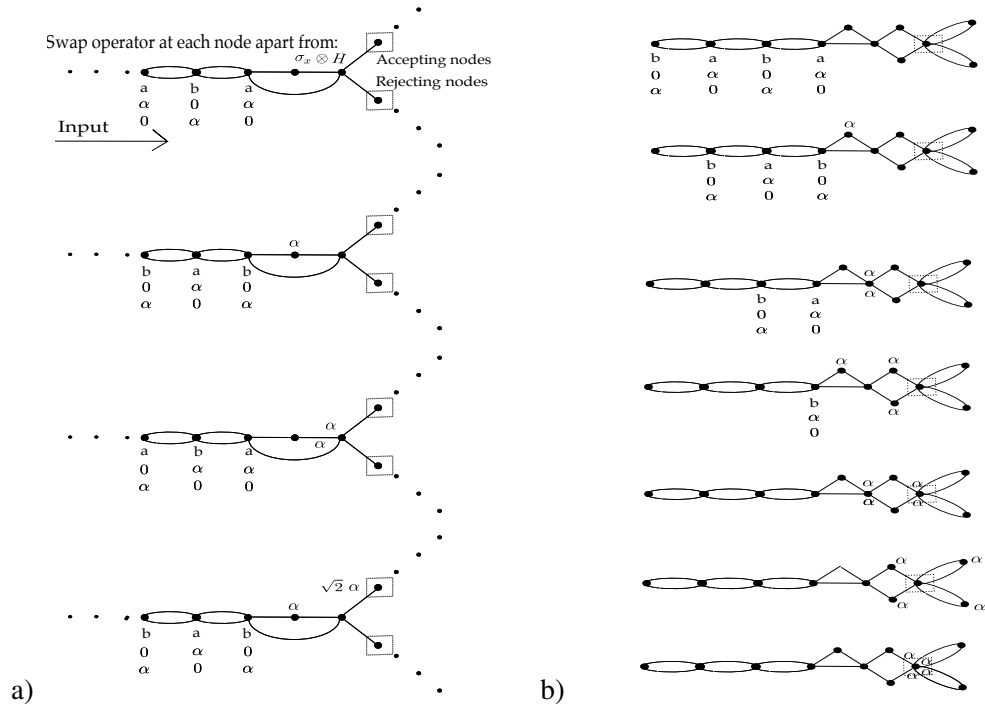 Swap operator at each node apart from:
σx ⊗ H
Accepting nodes
Rejecting nodes
a b a
α 0 α
0 α 0
Input
α
b a b
0 α 0
α 0 α
α
α
a b a
0 α α
α 0 0
√2 α
α
b a b
0 α 0
α 0 α
a)
b a b a
0 α 0 α
α 0 α 0
α
b a b
0 α 0
α 0 α
α
α
b a
0 α
α 0
α α
α
b
α
0
α α
α α
α α
α α
α α
α α
b)